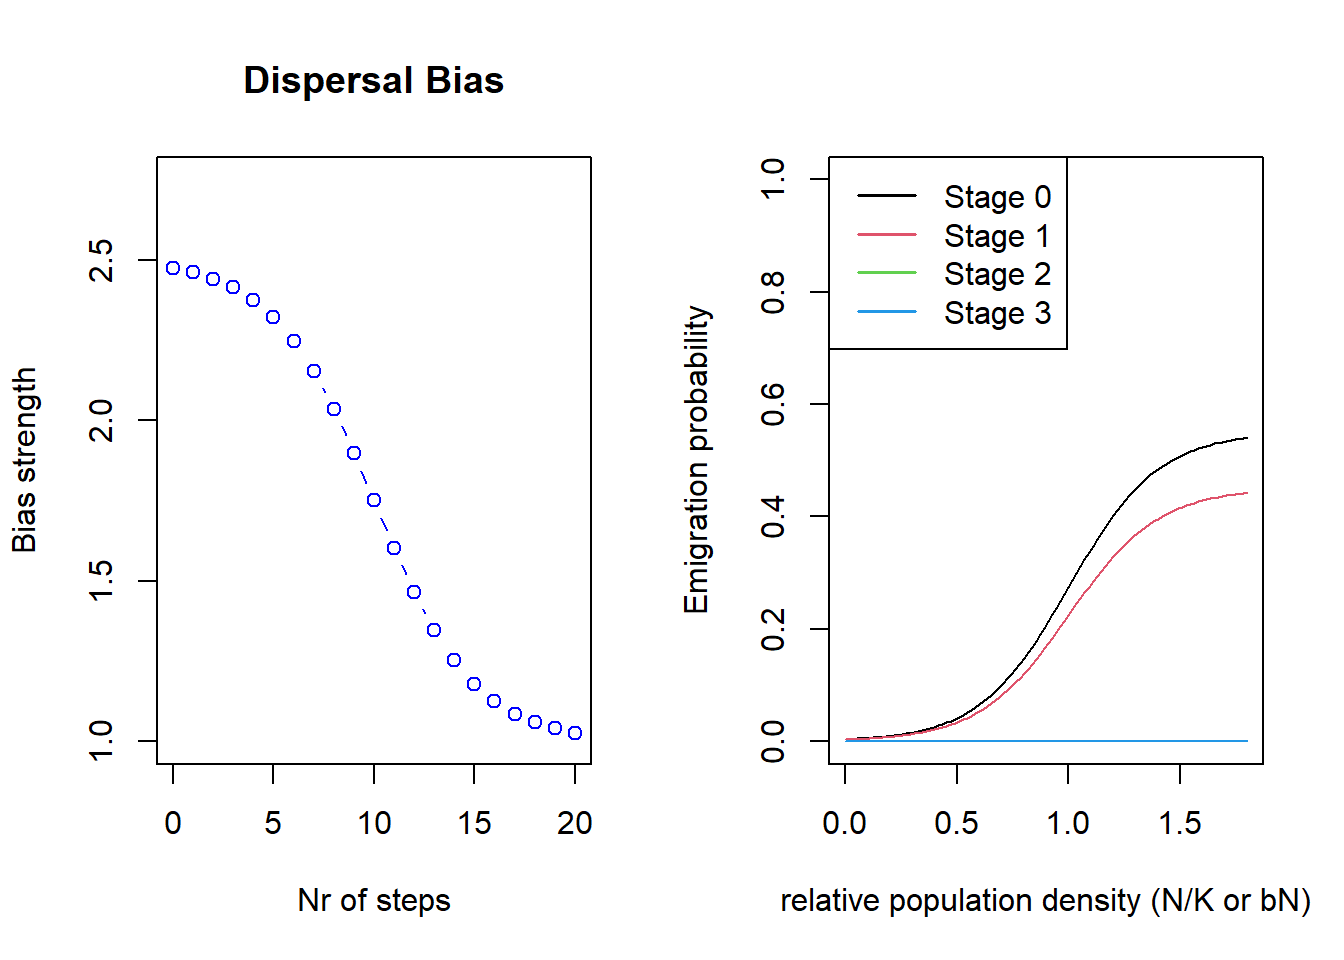 Dispersal Bias
Bias strength
2.5
2.0
1.5
1.0
0
5
10
15
20
Nr of steps
Emigration probability
1.0
0.8
0.6
0.4
0.2
0.0
Stage 0
Stage 1
Stage 2
Stage 3
0.0
0.5
1.0
1.5
relative population density (N/K or bN)